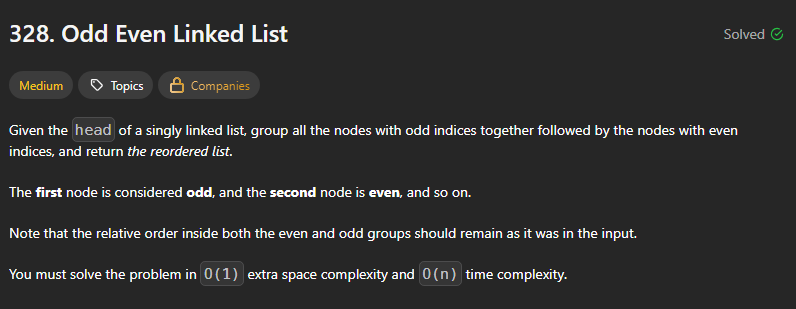 328. Odd Even Linked List
Solved
Medium
Topics
Companies
Given the head of a singly linked list, group all the nodes with odd indices together followed by the nodes with even
indices, and return the reordered list.
The first node is considered odd, and the second node is even, and so on.
Note that the relative order inside both the even and odd groups should remain as it was in the input.
You must solve the problem in O(1) extra space complexity and O(n) time complexity.